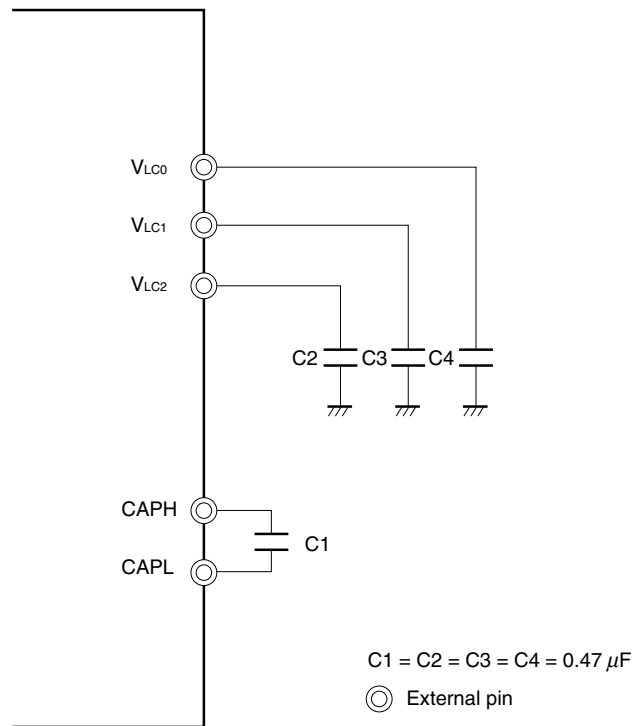 VLC0
VLC1
VLC2
C2 C3 C4
CAPH
C1
CAPL
C1 = C2 = C3 = C4 = 0.47 μF
External pin